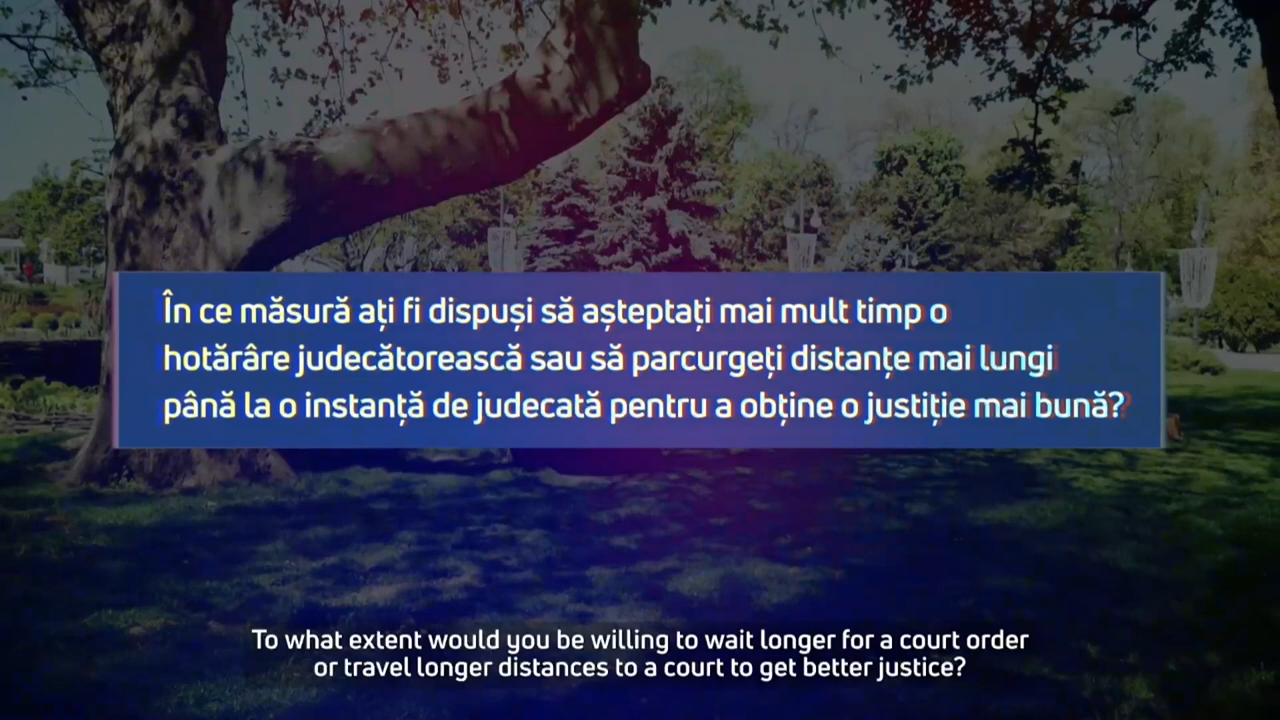 În ce măsură ați fi dispuși să așteptați mai mult timp o
hotărâre judecătorească sau să parcurgeți distanțe mai lungi
până la o instanță de judecată pentru a obține o justiție mai bună?
To what extent would you be willing to wait longer for a court order
or travel longer distances to a court to get better justice?